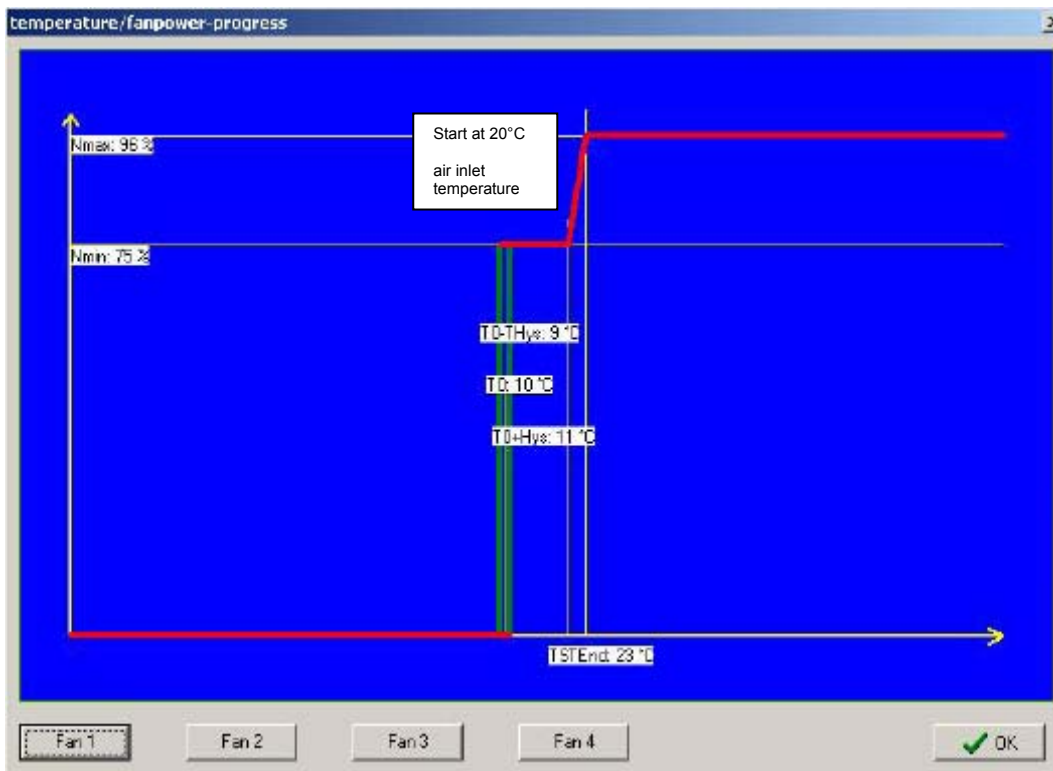 temperature/fanpower-progress
Nmax: 96 %
Start at 20°C
air inlet
temperature
Nmin: 75 %
T0-THys: 9 °C
T0: 10 °C
T0+Hys: 11 °C
TSTEnd: 23 °C
Fan 1
Fan 2
Fan 3
Fan 4
OK